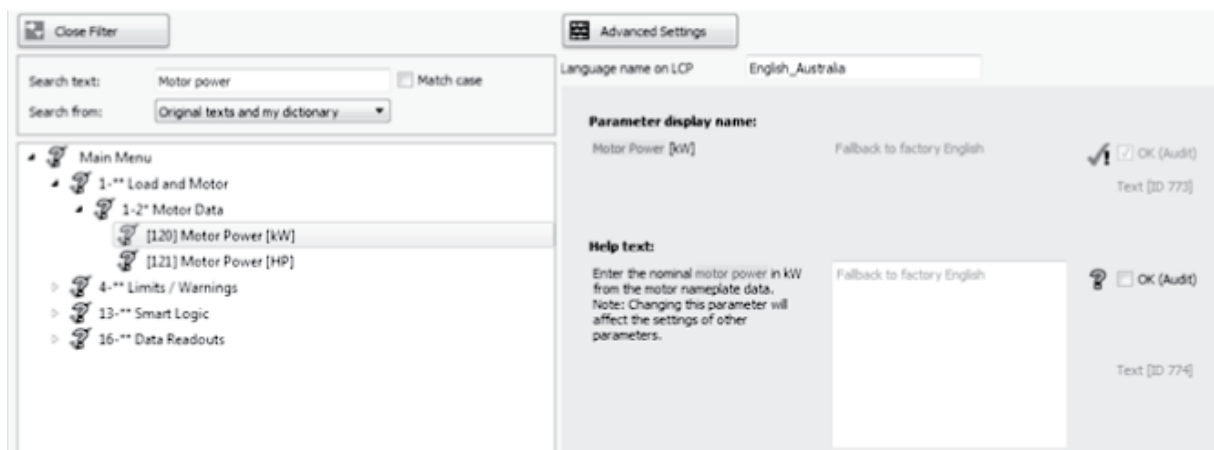 Close Filter
Search text: Motor power Match case
Search from: Original texts and my dictionary
Main Menu
1-** Load and Motor
1-2* Motor Data
[120] Motor Power [kW]
[121] Motor Power [HP]
4-** Limits / Warnings
13-** Smart Logic
16-** Data Readouts
Advanced Settings
Language name on LCP English_Australia
Parameter display name:
Motor Power [kW] Fallback to factory English OK (Audit)
Text [ID 773]
Help text:
Enter the nominal motor power in kW
from the motor nameplate data.
Note: Changing this parameter will
affect the settings of other
parameters.
Fallback to factory English
OK (Audit)
Text [ID 774]